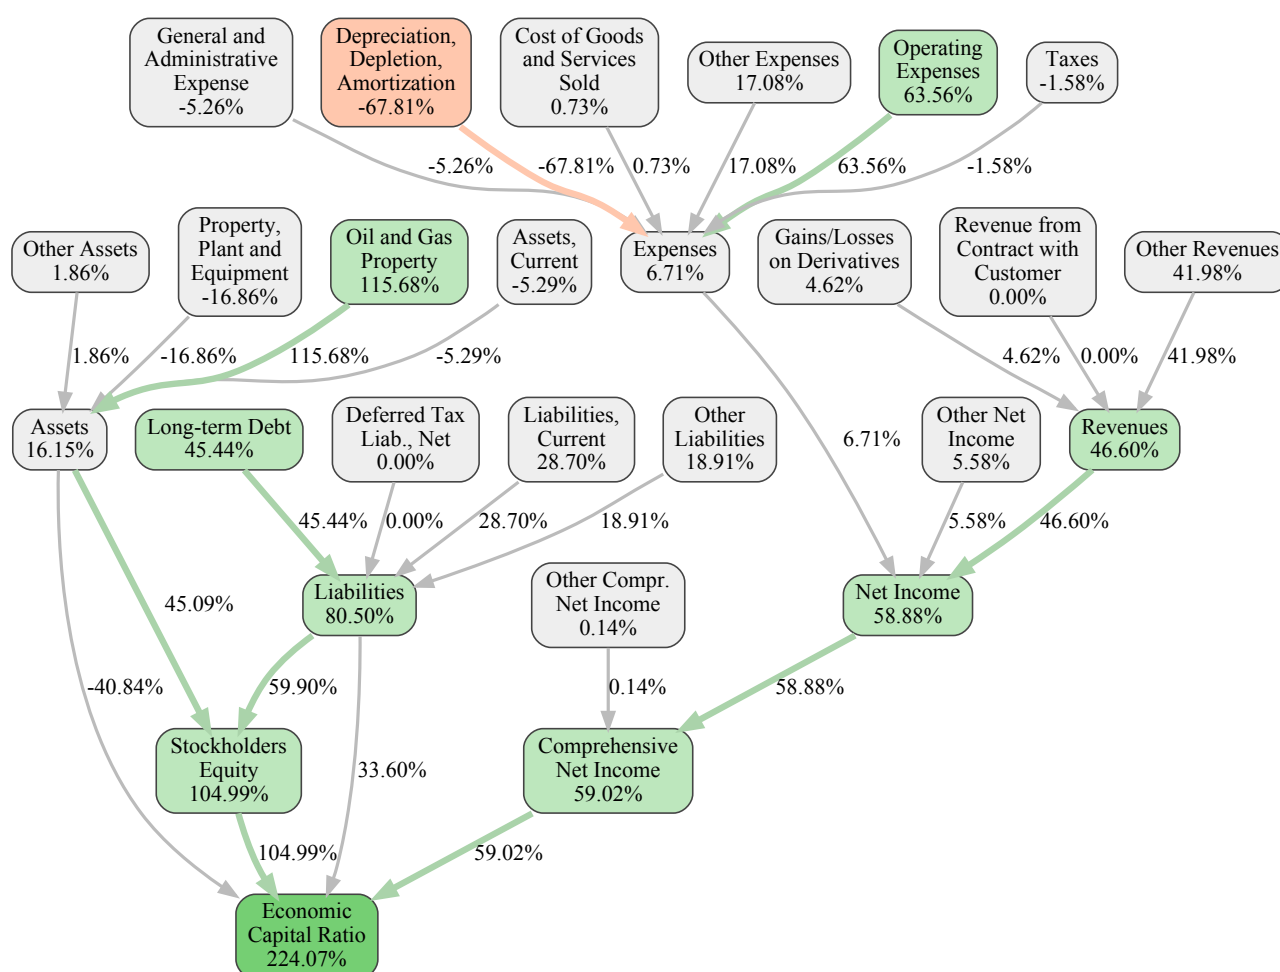 General and
Administrative
Expense
-5.26%
Depreciation,
Depletion,
Amortization
-67.81%
Cost of Goods
and Services
Sold
0.73%
Other Expenses
17.08%
Operating
Expenses
63.56%
Taxes
-1.58%
-5.26%
-67.81%
0.73%
17.08%
63.56%
-1.58%
Other Assets
1.86%
Property,
Plant and
Equipment
-16.86%
Oil and Gas
Property
115.68%
Assets,
Current
-5.29%
Expenses
6.71%
Gains/Losses
on Derivatives
4.62%
Revenue from
Contract with
Customer
0.00%
Other Revenues
41.98%
1.86%
-16.86%
115.68%
-5.29%
4.62%
0.00%
41.98%
Assets
16.15%
Long-term Debt
45.44%
Deferred Tax
Liab., Net
0.00%
Liabilities,
Current
28.70%
Other
Liabilities
18.91%
6.71%
Other Net
Income
5.58%
Revenues
46.60%
45.44%
0.00%
28.70%
18.91%
5.58%
46.60%
45.09%
Liabilities
80.50%
Other Compr.
Net Income
0.14%
Net Income
58.88%
-40.84%
59.90%
0.14%
58.88%
Stockholders
Equity
104.99%
33.60%
Comprehensive
Net Income
59.02%
104.99%
59.02%
Economic
Capital Ratio
224.07%